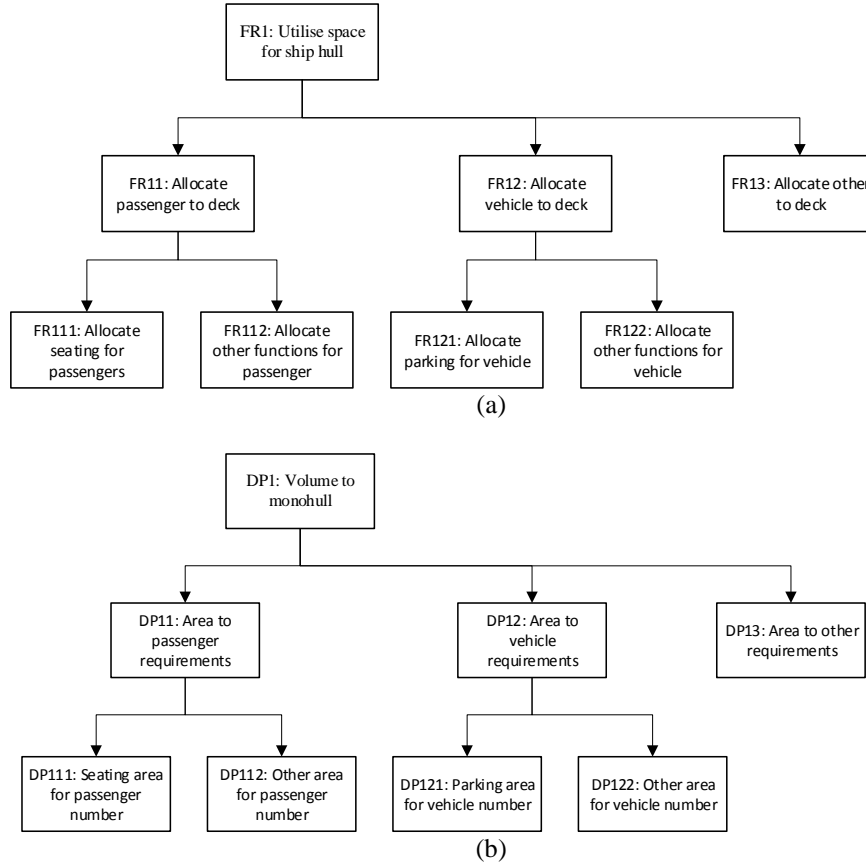 FR1: Utilise space
for ship hull
FR11: Allocate
passenger to deck
FR12: Allocate
vehicle to deck
FR13: Allocate other
to deck
FR111: Allocate
seating for
passengers
FR112: Allocate
other functions for
passenger
FR121: Allocate
parking for vehicle
FR122: Allocate
other functions for
vehicle
(a)
DP1: Volume to
monohull
DP11: Area to
passenger
requirements
DP12: Area to
vehicle
requirements
DP13: Area to other
requirements
DP111: Seating area
for passenger
number
DP112: Other area
for passenger
number
DP121: Parking area
for vehicle number
DP122: Other area
for vehicle number
(b)